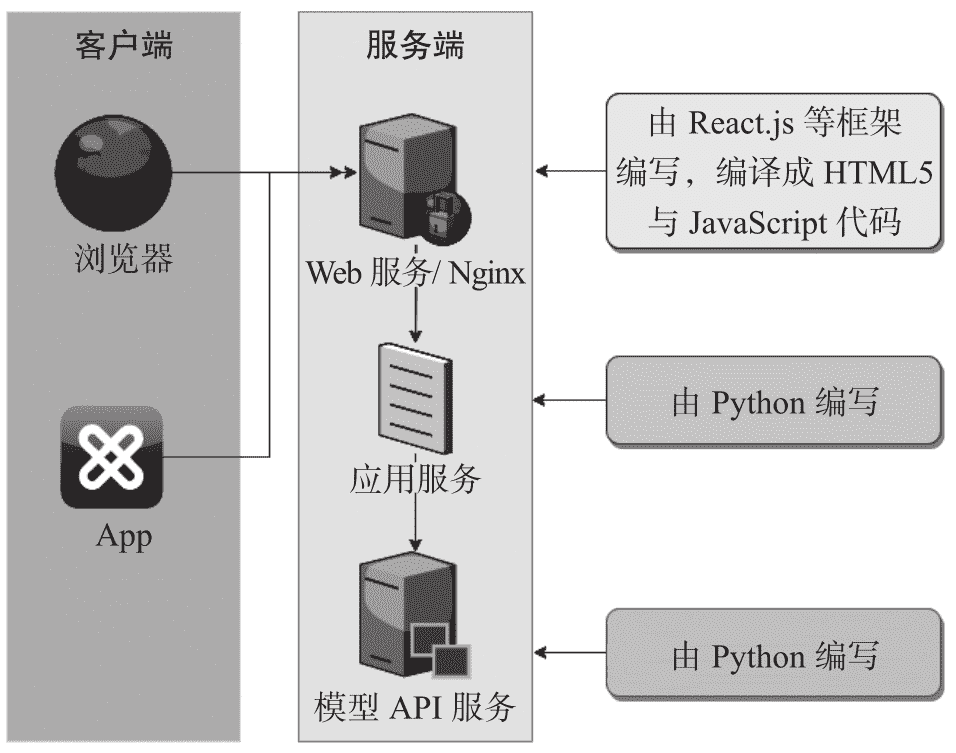 客户端
服务端
浏览器
App
Web 服务/ Nginx
应用服务
模型 API 服务
由 React.js 等框架
编写，编译成 HTML5
与 JavaScript 代码
由 Python 编写
由 Python 编写